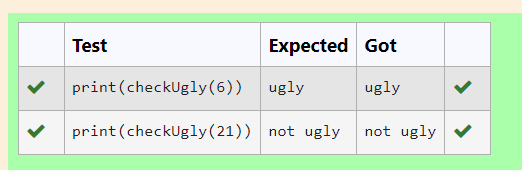 Test Expected Got
print(checkUgly(6)) ugly ugly
print(checkUgly(21)) not ugly not ugly